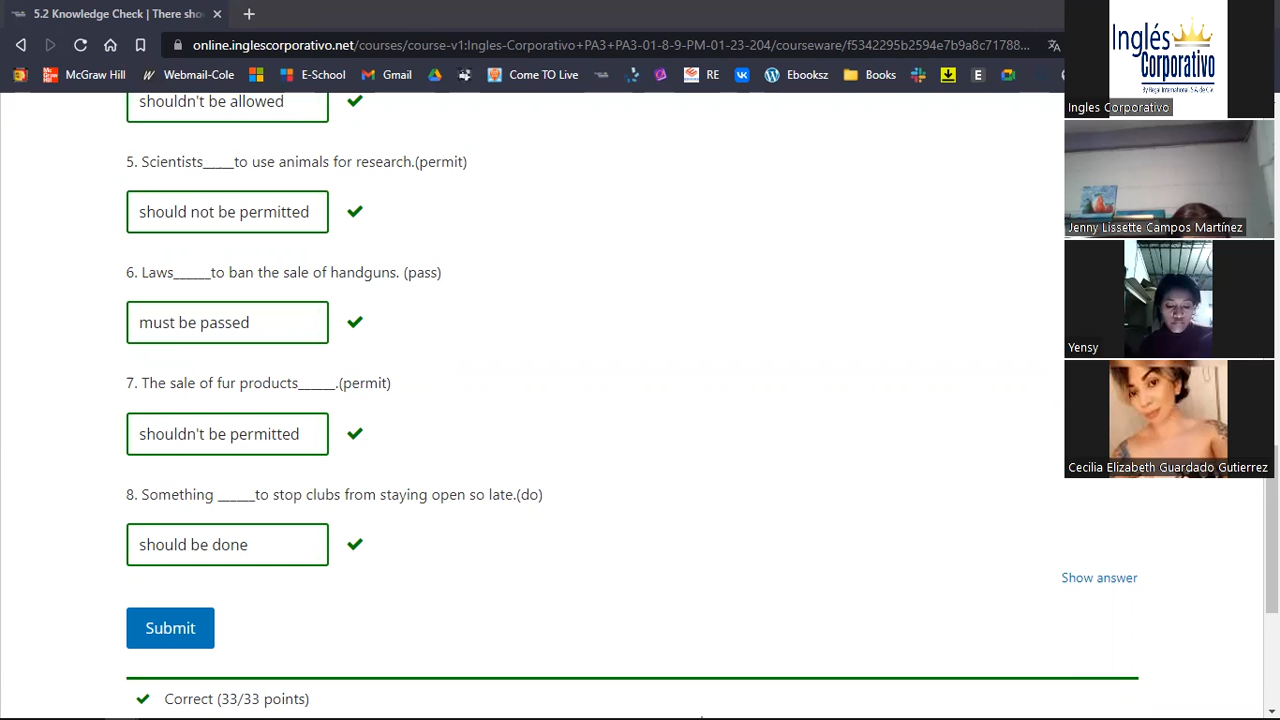 5.2 Knowledge Check | There sho
online.inglescorporativo.net/courses/course-v1:Ingles-Corporativo+PA3+PA3-01-8-9-PM-01-23-204/courseware/f5342295b2594e7b9a8c71788...
McGraw Hill Webmail-Cole E-School Gmail Come TO Live RE Ebooksz Books E
Inglés
Corporativo
By Regal International, S.A. de C.V.
Ingles Corporativo
shouldn't be allowed
5. Scientists_____to use animals for research.(permit)
should not be permitted
Jenny Lissette Campos Martínez
6. Laws______to ban the sale of handguns. (pass)
must be passed
Yensy
7. The sale of fur products______.(permit)
shouldn't be permitted
Cecilia Elizabeth Guardado Gutierrez
8. Something ______to stop clubs from staying open so late.(do)
should be done
Show answer
Submit
Correct (33/33 points)